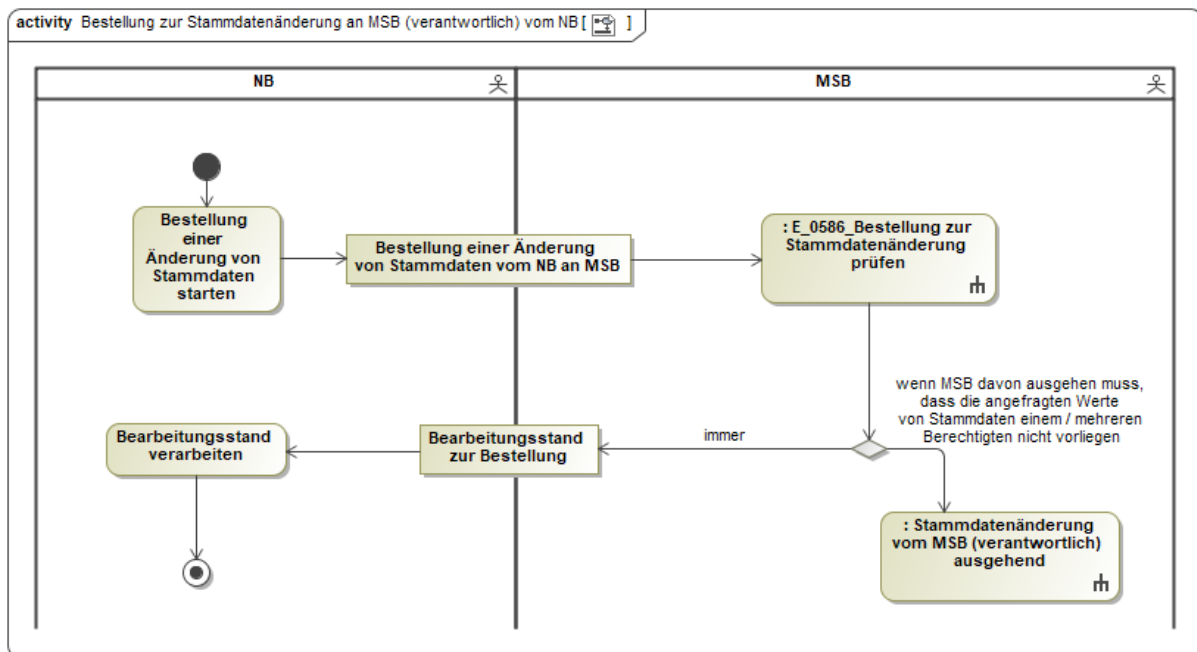 activity Bestellung zur Stammdatenänderung an MSB (verantwortlich) vom NB [ ]
NB
MSB
Bestellung
einer
Änderung von
Stammdaten
starten
Bestellung einer Änderung
von Stammdaten vom NB an MSB
: E_0586_Bestellung zur
Stammdatenänderung
prüfen
wenn MSB davon ausgehen muss,
dass die angefragten Werte
von Stammdaten einem / mehreren
Berechtigten nicht vorliegen
immer
Bearbeitungsstand
zur Bestellung
Bearbeitungsstand
verarbeiten
: Stammdatenänderung
vom MSB (verantwortlich)
ausgehend